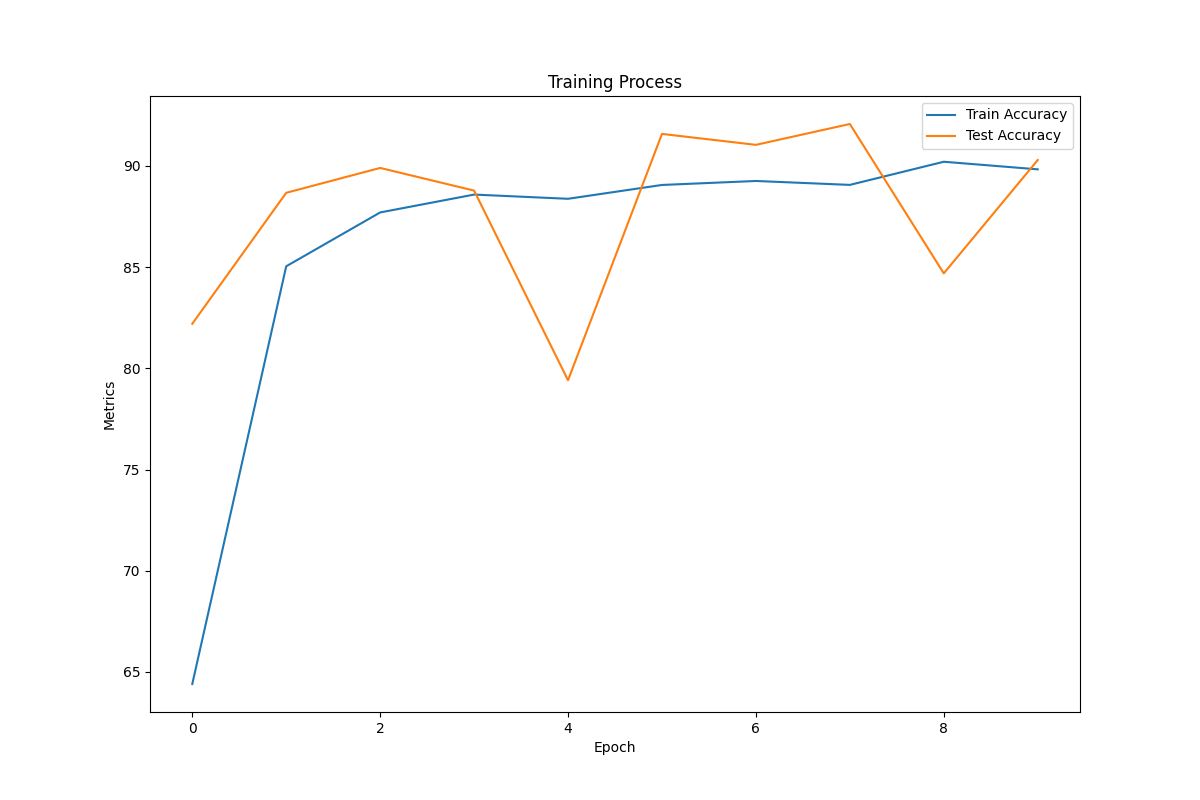 Training Process
Train Accuracy
Test Accuracy
90
85
80
75
70
65
Metrics
0 2 4 6 8
Epoch